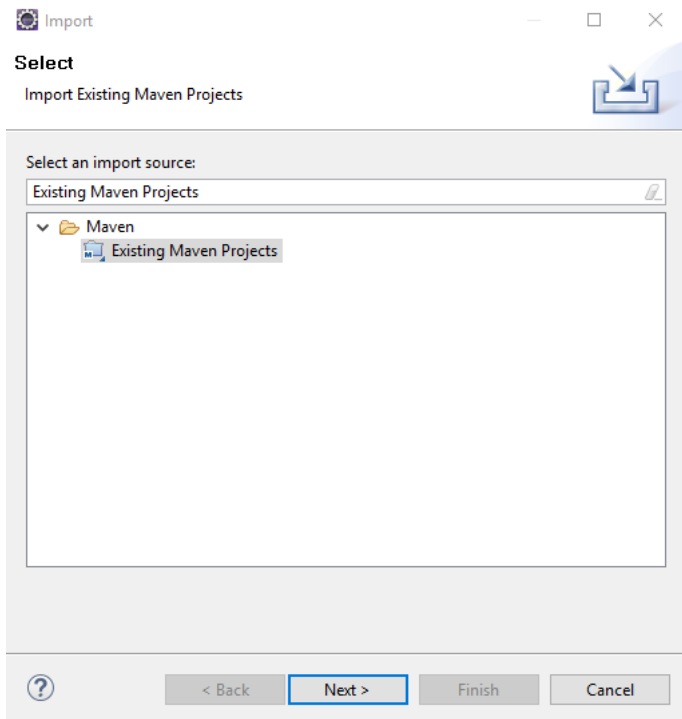 Import
Select
Import Existing Maven Projects
Select an import source:
Existing Maven Projects
Maven
M Existing Maven Projects
? < Back Next > Finish Cancel